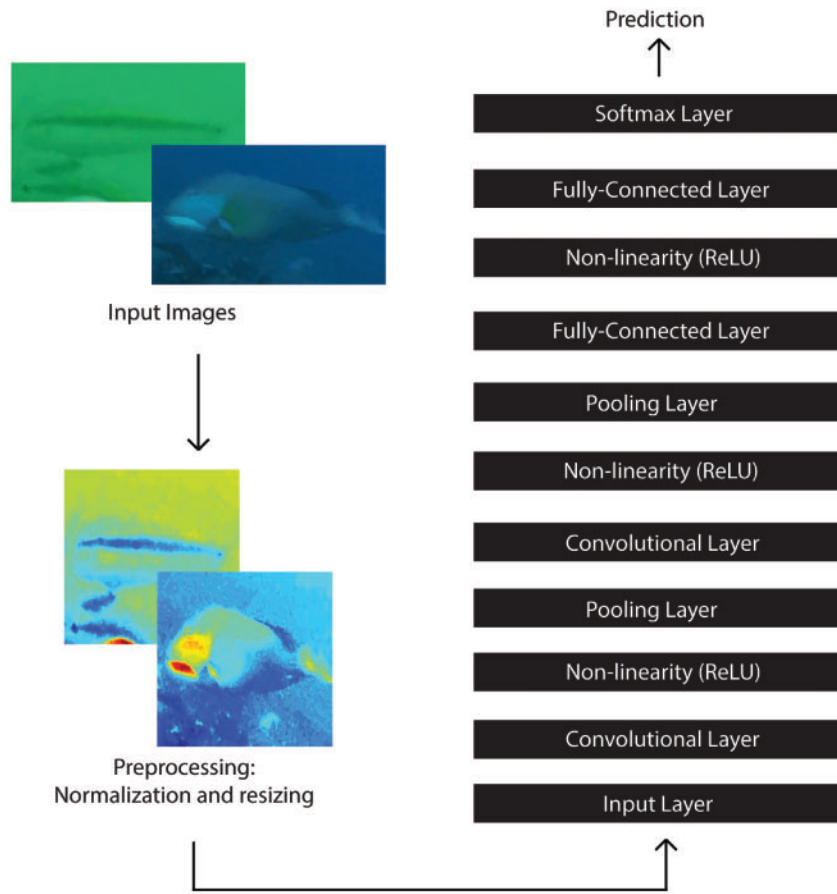 Input Images
Preprocessing:
Normalization and resizing
Prediction
Softmax Layer
Fully-Connected Layer
Non-linearity (ReLU)
Fully-Connected Layer
Pooling Layer
Non-linearity (ReLU)
Convolutional Layer
Pooling Layer
Non-linearity (ReLU)
Convolutional Layer
Input Layer